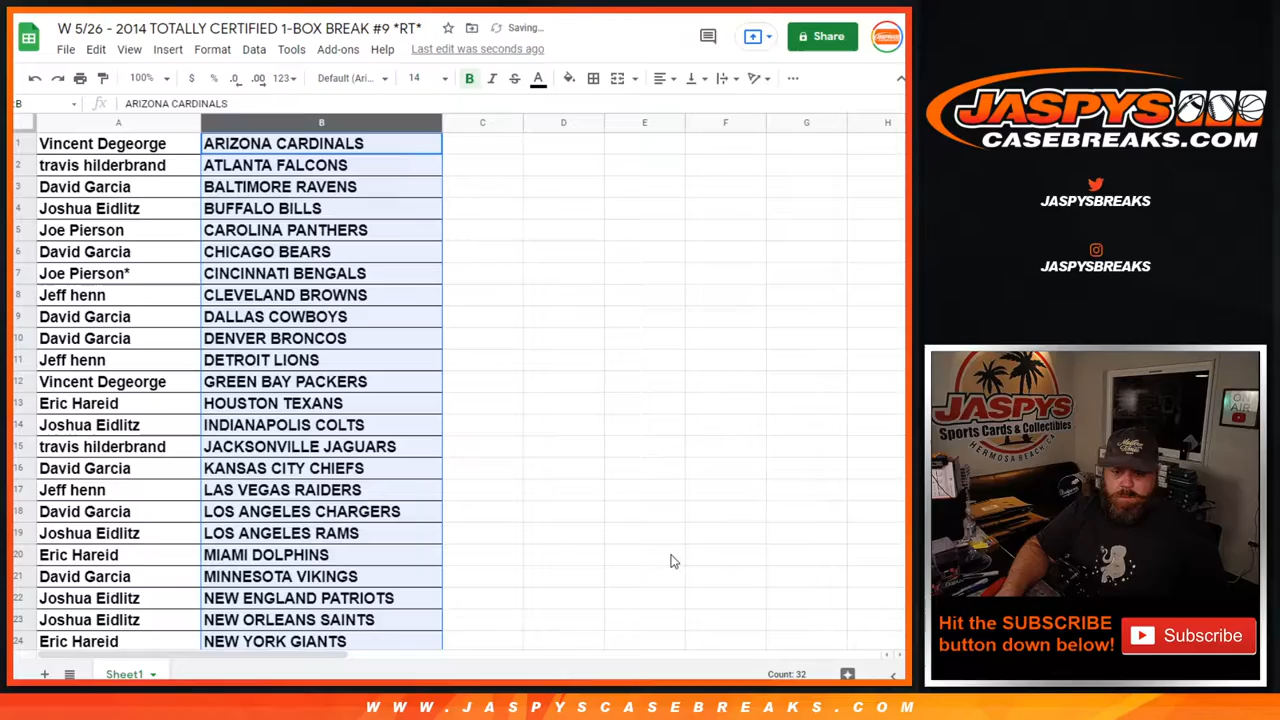 W 5/26 - 2014 TOTALLY CERTIFIED 1-BOX BREAK #9 *RT*
Saving...
File Edit View Insert Format Data Tools Add-ons Help Last edit was seconds ago
Share
100% $ % .0 .00 123 Default (Ari... 14 B I S A
B fx ARIZONA CARDINALS
A B C D E F G H
1 Vincent Degeorge ARIZONA CARDINALS
2 travis hilderbrand ATLANTA FALCONS
3 David Garcia BALTIMORE RAVENS
4 Joshua Eidlitz BUFFALO BILLS
5 Joe Pierson CAROLINA PANTHERS
6 David Garcia CHICAGO BEARS
7 Joe Pierson* CINCINNATI BENGALS
8 Jeff henn CLEVELAND BROWNS
9 David Garcia DALLAS COWBOYS
10 David Garcia DENVER BRONCOS
11 Jeff henn DETROIT LIONS
12 Vincent Degeorge GREEN BAY PACKERS
13 Eric Hareid HOUSTON TEXANS
14 Joshua Eidlitz INDIANAPOLIS COLTS
15 travis hilderbrand JACKSONVILLE JAGUARS
16 David Garcia KANSAS CITY CHIEFS
17 Jeff henn LAS VEGAS RAIDERS
18 David Garcia LOS ANGELES CHARGERS
19 Joshua Eidlitz LOS ANGELES RAMS
20 Eric Hareid MIAMI DOLPHINS
21 David Garcia MINNESOTA VIKINGS
22 Joshua Eidlitz NEW ENGLAND PATRIOTS
23 Joshua Eidlitz NEW ORLEANS SAINTS
24 Eric Hareid NEW YORK GIANTS
Sheet1
Count: 32
JASPYS
CASEBREAKS.COM
JASPYSBREAKS
JASPYSBREAKS
JASPYS
Sports Cards & Collectibles
HERMOSA BEACH, CA
ON AIR
Hit the SUBSCRIBE
button down below!
Subscribe
WWW.JASPYSCASEBREAKS.COM